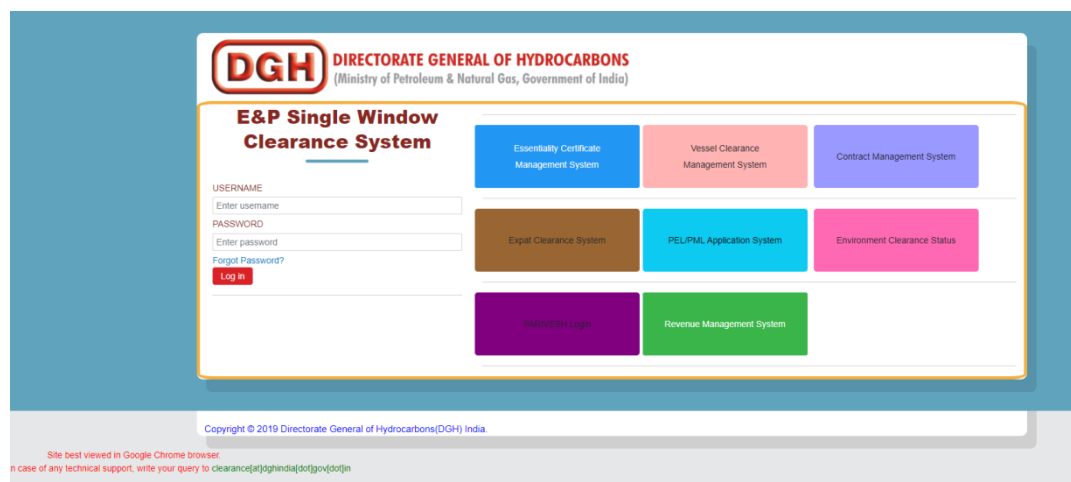 DGH
DIRECTORATE GENERAL OF HYDROCARBONS
(Ministry of Petroleum & Natural Gas, Government of India)
E&P Single Window
Clearance System
USERNAME
Enter username
PASSWORD
Enter password
Forgot Password?
Log in
Essentiality Certificate
Management System
Vessel Clearance
Management System
Contract Management System
Expat Clearance System
PEL/PML Application System
Environment Clearance Status
Login
Revenue Management System
Copyright © 2019 Directorate General of Hydrocarbons(DGH) India.
Site best viewed in Google Chrome browser.
n case of any technical support, write your query to clearance[at]dghindia[dot]gov[dot]in